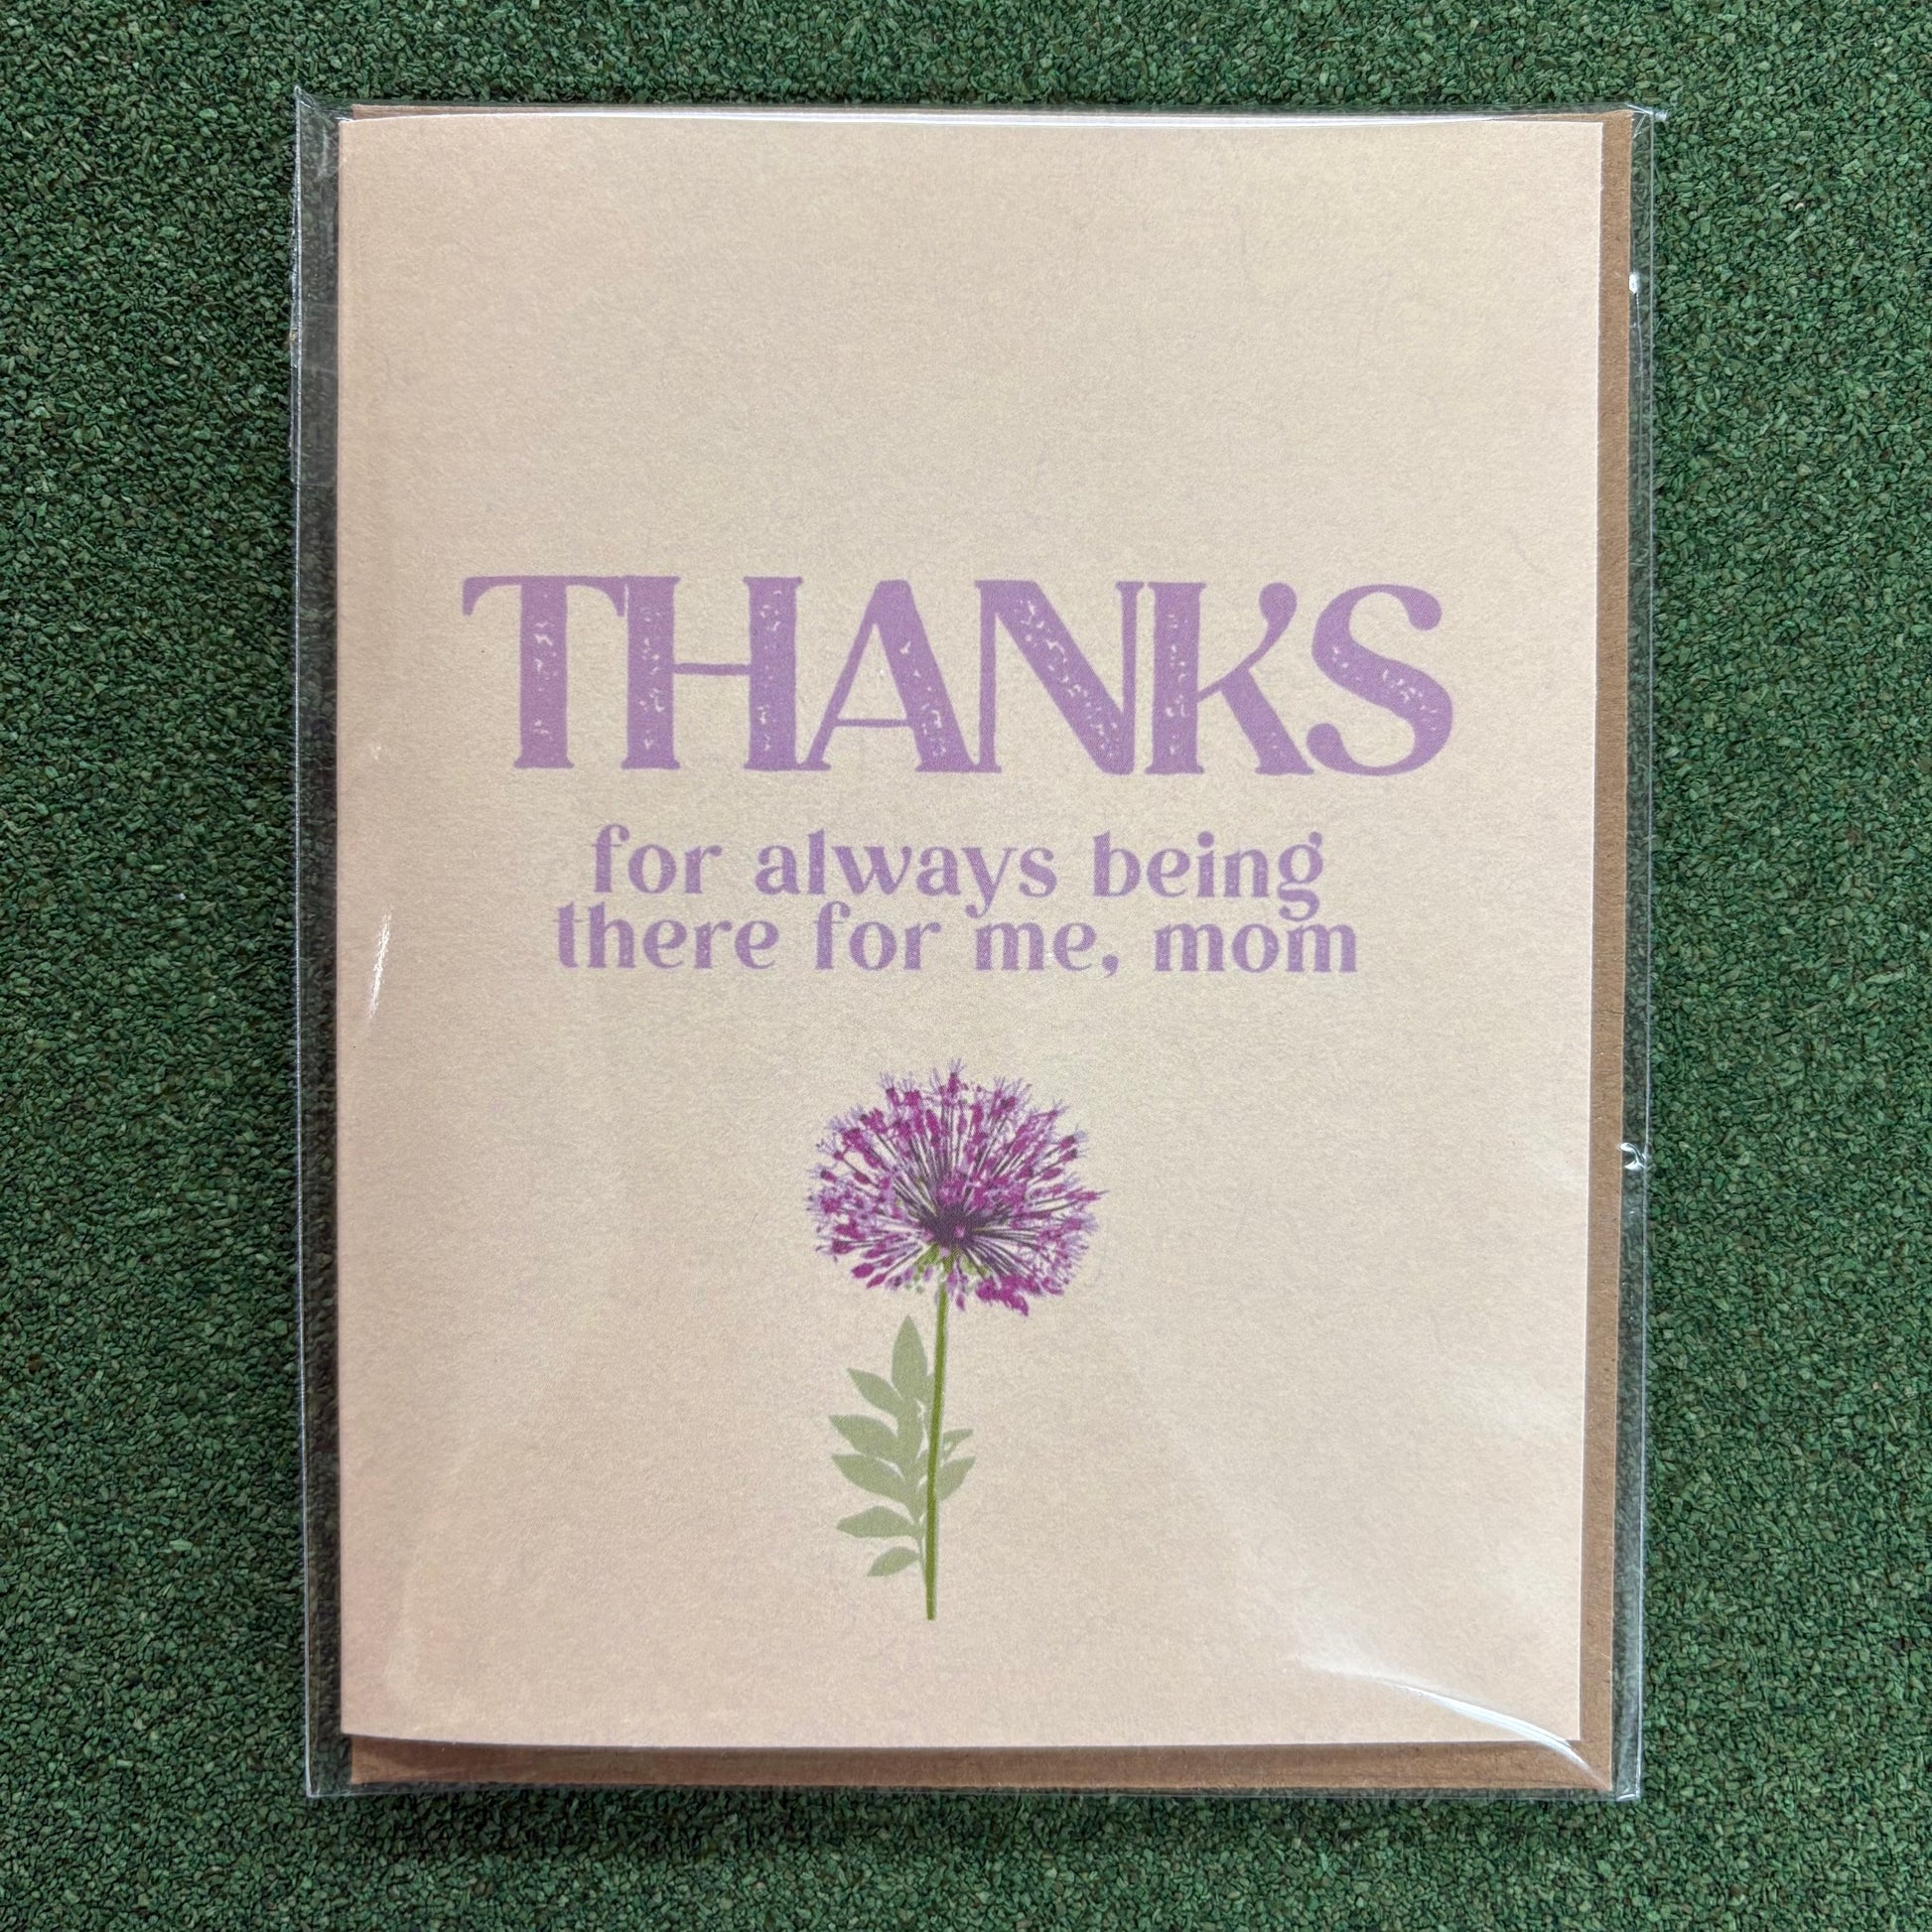 THANKS
for always being
there for me, mom